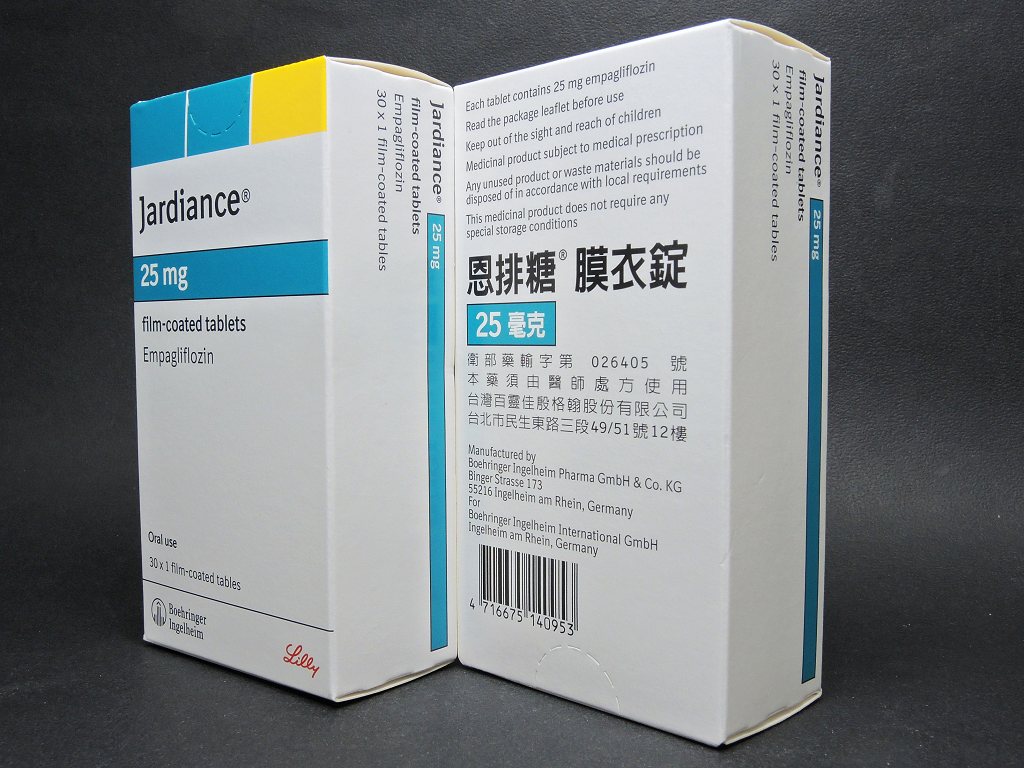 Jardiance®
25 mg
film-coated tablets
Empagliflozin
Oral use
30 x 1 film-coated tables
Boehringer
Ingelheim
Lilly
Jardiance® 25 mg
film-coated tablets
Empagliflozin
30 x 1 film-coated tables
Each tablet contains 25 mg empagliflozin
Read the package leaflet before use
Keep out of the sight and reach of children
Medicinal product subject to medical prescription
Any unused product or waste materials should be
disposed of in accordance with local requirements
This medicinal product does not require any
special storage conditions
恩排糖® 膜衣錠
25 毫克
衛部藥輸字第 026405 號
本藥須由醫師處方使用
台灣百靈佳殷格翰股份有限公司
台北市民生東路三段49/51號12樓
Manufactured by
Boehringer Ingelheim Pharma GmbH & Co. KG
Binger Strasse 173
55216 Ingelheim am Rhein, Germany
For
Boehringer Ingelheim International GmbH
Ingelheim am Rhein, Germany
4 716675 140953
Jardiance® 25 mg
film-coated tablets
Empagliflozin
30 x 1 film-coated tables